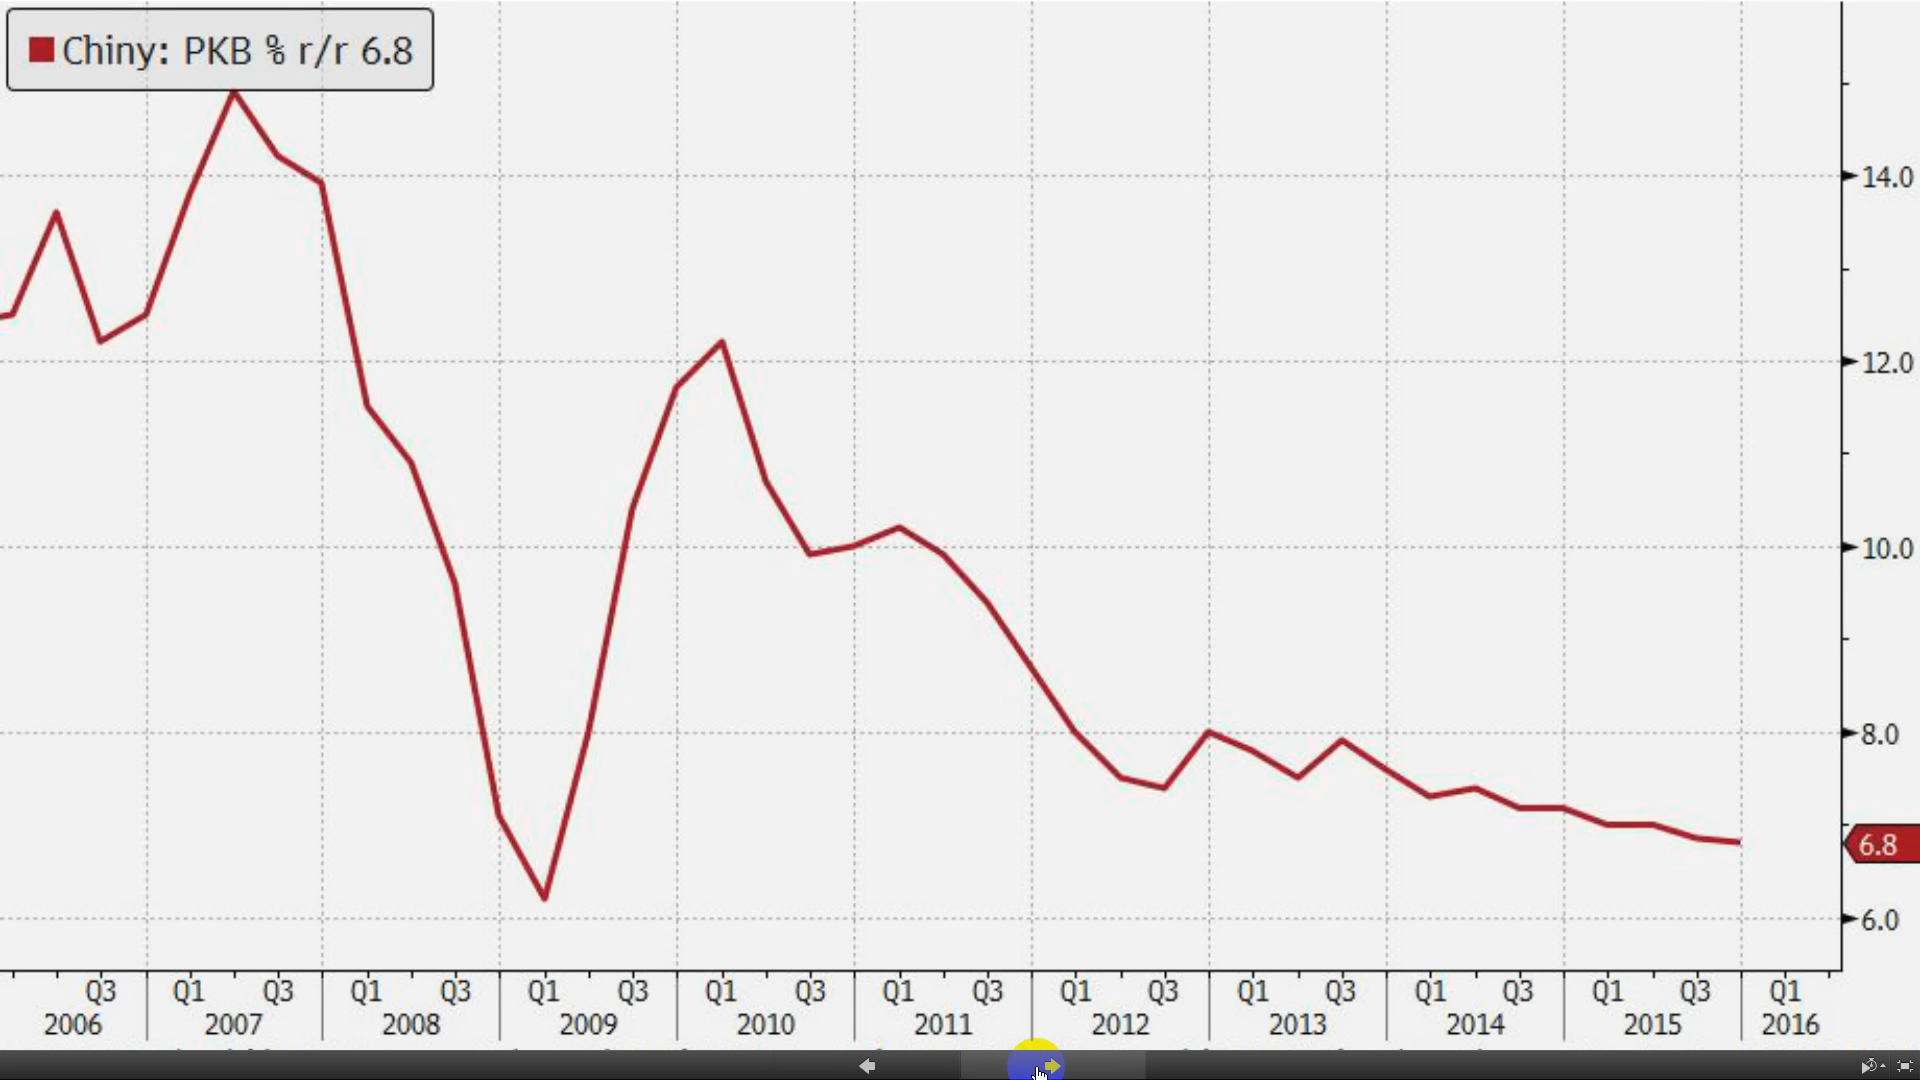 Chiny: PKB % r/r 6.8
14.0
12.0
10.0
8.0
6.8
6.0
Q3 Q1 Q3 Q1 Q3 Q1 Q3 Q1 Q3 Q1 Q3 Q1 Q3 Q1 Q3 Q1 Q3 Q1 Q3 Q1
2006 2007 2008 2009 2010 2011 2012 2013 2014 2015 2016